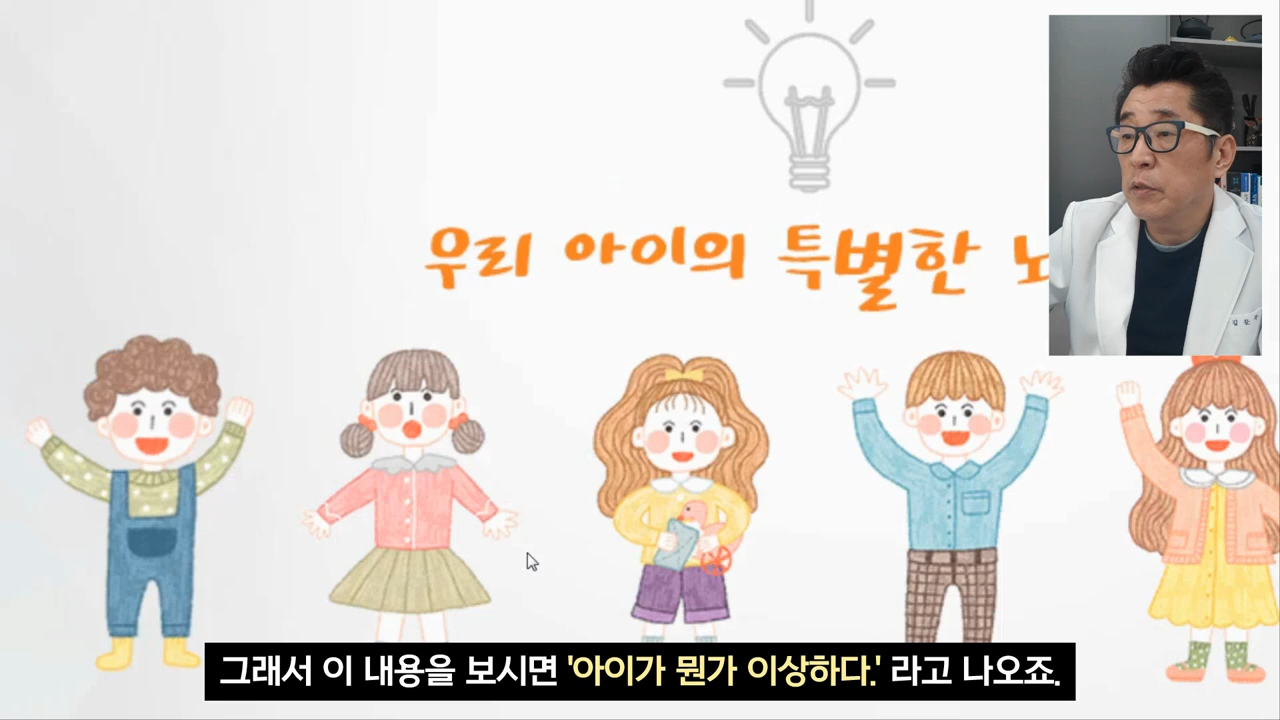 우리 아이의 특별한
그래서 이 내용을 보시면 '아이가 뭔가 이상하다.' 라고 나오죠.